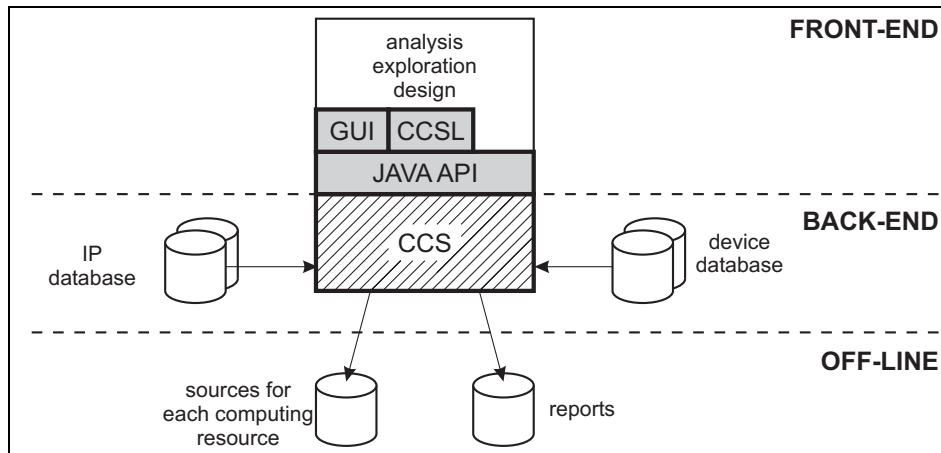 FRONT-END
analysis
exploration
design
GUI
CCSL
JAVA API
BACK-END
IP
database
CCS
device
database
OFF-LINE
sources for
each computing
resource
reports